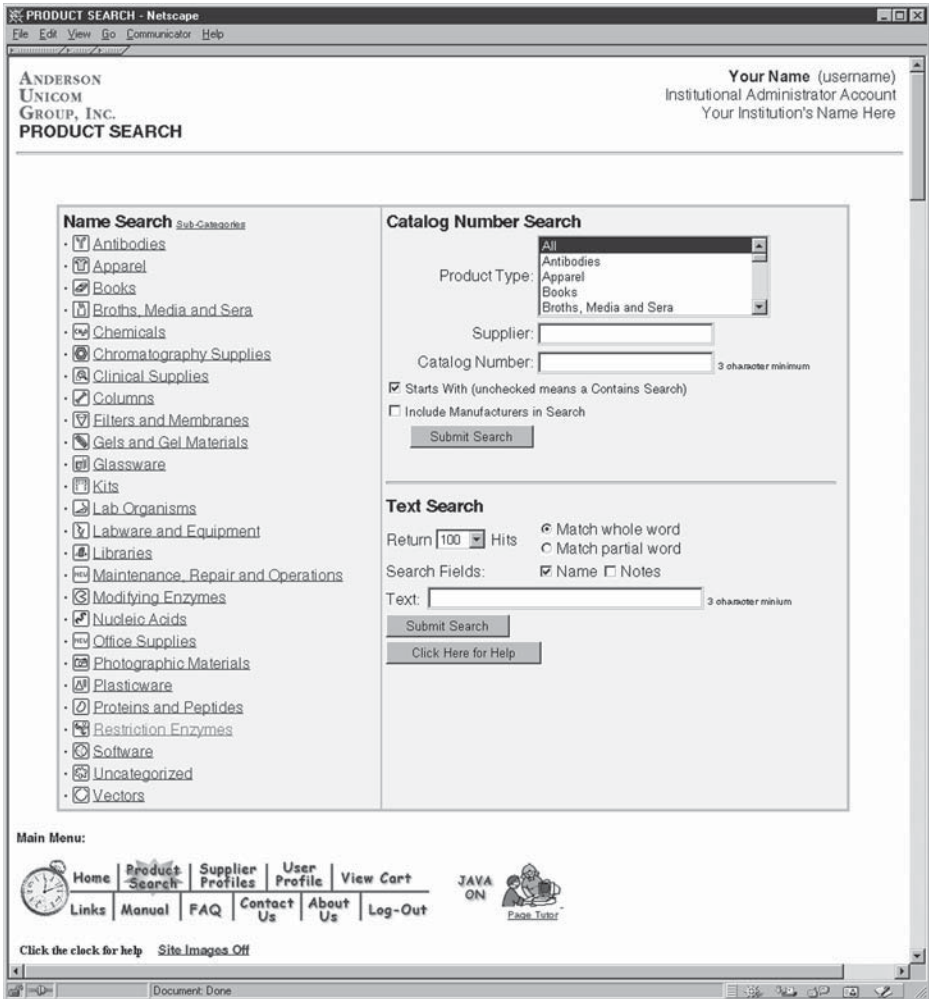 PRODUCT SEARCH - Netscape
File Edit View Go Communicator Help
ANDERSON
UNICOM
GROUP, INC.
PRODUCT SEARCH
Your Name (username)
Institutional Administrator Account
Your Institution's Name Here
Name Search Sub-Categories
Antibodies
Apparel
Books
Broths, Media and Sera
Chemicals
Chromatography Supplies
Clinical Supplies
Columns
Filters and Membranes
Gels and Gel Materials
Glassware
Kits
Lab Organisms
Labware and Equipment
Libraries
Maintenance, Repair and Operations
Modifying Enzymes
Nucleic Acids
Office Supplies
Photographic Materials
Plasticware
Proteins and Peptides
Restriction Enzymes
Software
Uncategorized
Vectors
Catalog Number Search
Product Type:
All
Antibodies
Apparel
Books
Broths, Media and Sera
Supplier:
Catalog Number: 3 character minimum
Starts With (unchecked means a Contains Search)
Include Manufacturers in Search
Submit Search
Text Search
Return 100 Hits
Match whole word
Match partial word
Search Fields: Name Notes
Text: 3 character minium
Submit Search
Click Here for Help
Main Menu:
Home Product Search Supplier Profiles User Profile View Cart
Links Manual FAQ Contact Us About Us Log-Out
JAVA
ON
Page Tutor
Click the clock for help Site Images Off
Document: Done